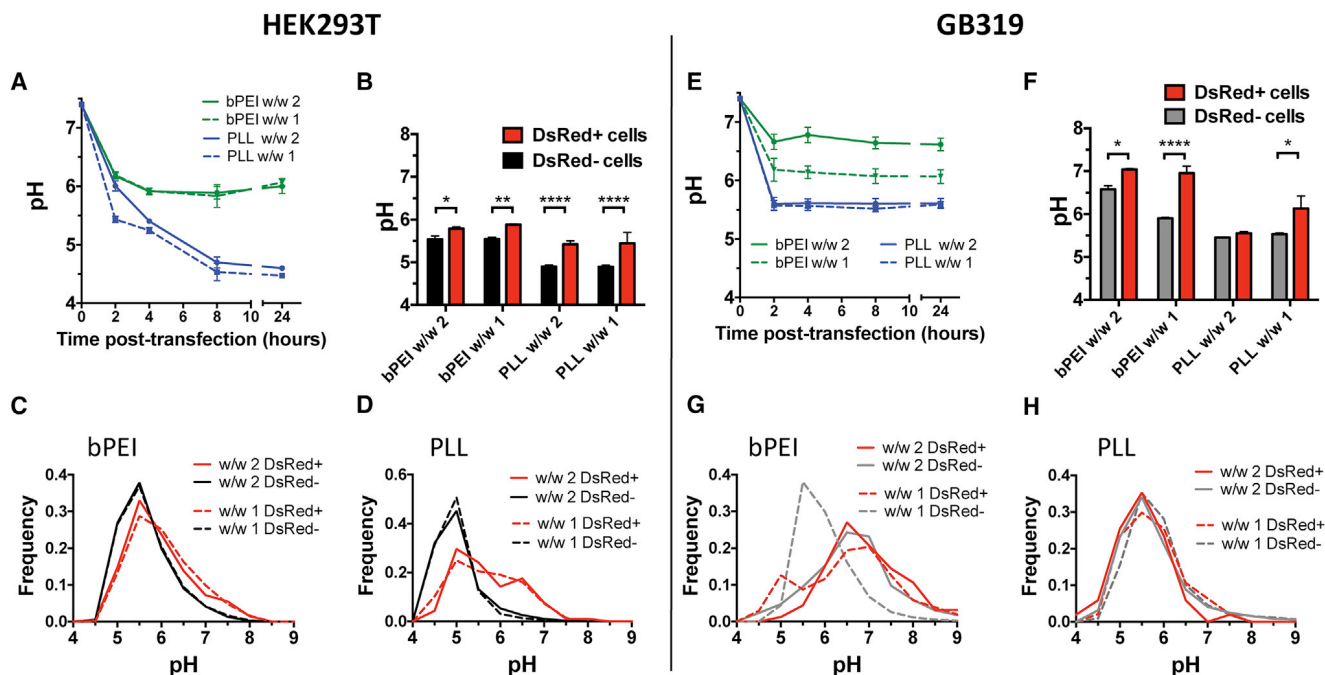 HEK293T
GB319
A
bPEI w/w 2
bPEI w/w 1
PLL w/w 2
PLL w/w 1
pH
7
6
5
4
0 2 4 6 8 10 24
Time post-transfection (hours)
B
DsRed+ cells
DsRed- cells
pH
8
7
6
5
4
* ** **** ****
bPEI w/w 2
bPEI w/w 1
PLL w/w 2
PLL w/w 1
E
pH
7
6
5
4
bPEI w/w 2 PLL w/w 2
bPEI w/w 1 PLL w/w 1
0 2 4 6 8 10 24
Time post-transfection (hours)
F
DsRed+ cells
DsRed- cells
pH
8
7
6
5
4
* **** *
bPEI w/w 2
bPEI w/w 1
PLL w/w 2
PLL w/w 1
C
bPEI
w/w 2 DsRed+
w/w 2 DsRed-
w/w 1 DsRed+
w/w 1 DsRed-
Frequency
0.4
0.3
0.2
0.1
0.0
4 5 6 7 8 9
pH
D
PLL
w/w 2 DsRed+
w/w 2 DsRed-
w/w 1 DsRed+
w/w 1 DsRed-
Frequency
0.6
0.4
0.2
0.0
4 5 6 7 8 9
pH
G
bPEI
w/w 2 DsRed+
w/w 2 DsRed-
w/w 1 DsRed+
w/w 1 DsRed-
Frequency
0.4
0.3
0.2
0.1
0.0
4 5 6 7 8 9
pH
H
PLL
w/w 2 DsRed+
w/w 2 DsRed-
w/w 1 DsRed+
w/w 1 DsRed-
Frequency
0.4
0.3
0.2
0.1
0.0
4 5 6 7 8 9
pH